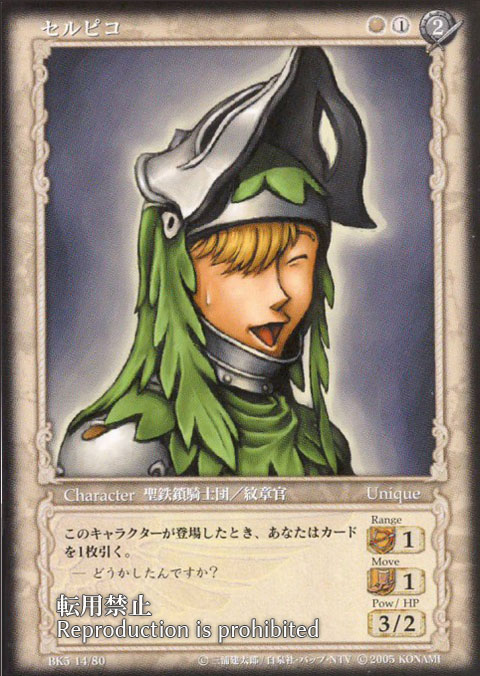 セルピコ
1 2
Character 聖鉄鎖騎士団／紋章官 Unique
このキャラクターが登場したとき、あなたはカード
を1枚引く。
― どうかしたんですか？
Range
1
Move
1
Pow/ HP
3/2
転用禁止
Reproduction is prohibited
BK5 14/80
© 三浦建太郎/白泉社・バップ・NTV © 2005 KONAMI